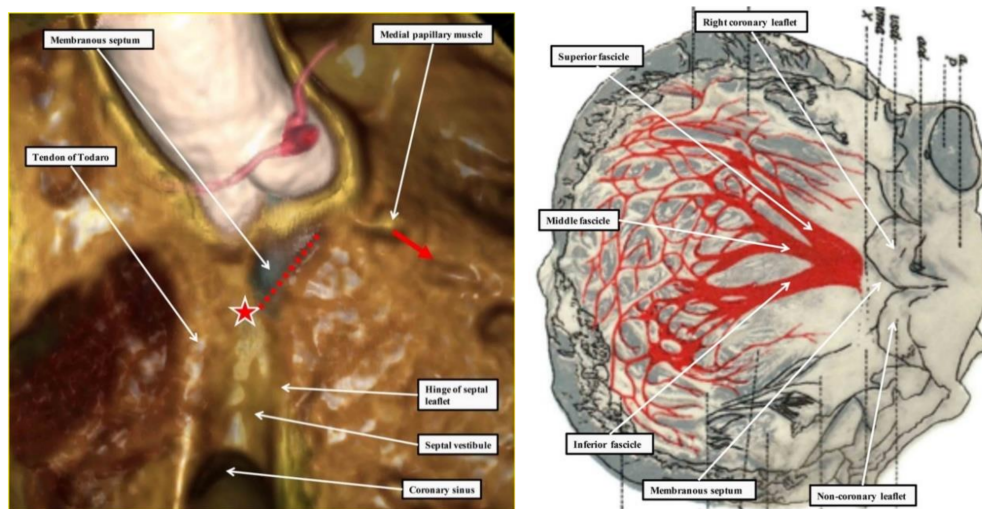 Membranous septum
Medial papillary muscle
Tendon of Todaro
Hinge of septal
leaflet
Septal vestibule
Coronary sinus
Right coronary leaflet
Superior fascicle
Middle fascicle
Inferior fascicle
Membranous septum
Non-coronary leaflet
x